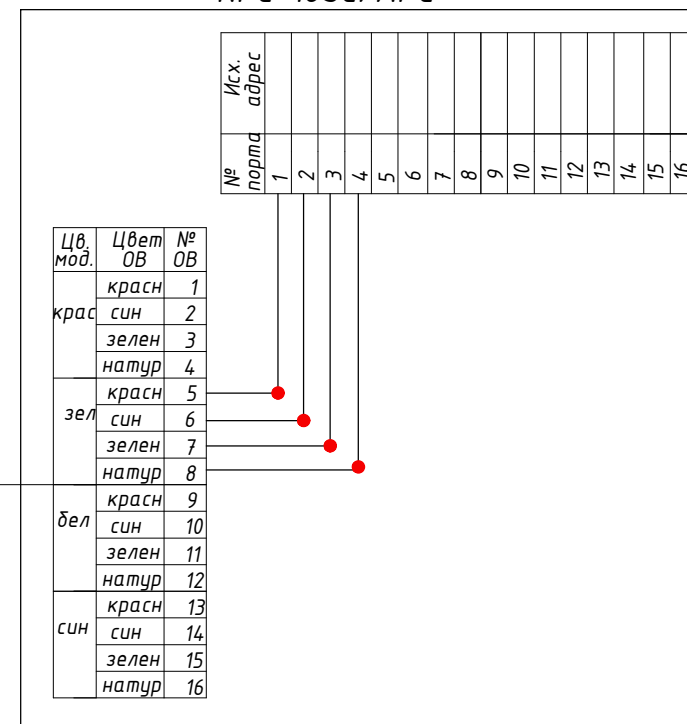 Исх. адрес
№ порта 1 2 3 4 5 6 7 8 9 10 11 12 13 14 15 16
Цв. мод. Цвет ОВ № ОВ
крас красн 1
син 2
зелен 3
натур 4
зел красн 5
син 6
зелен 7
натур 8
бел красн 9
син 10
зелен 11
натур 12
син красн 13
син 14
зелен 15
натур 16